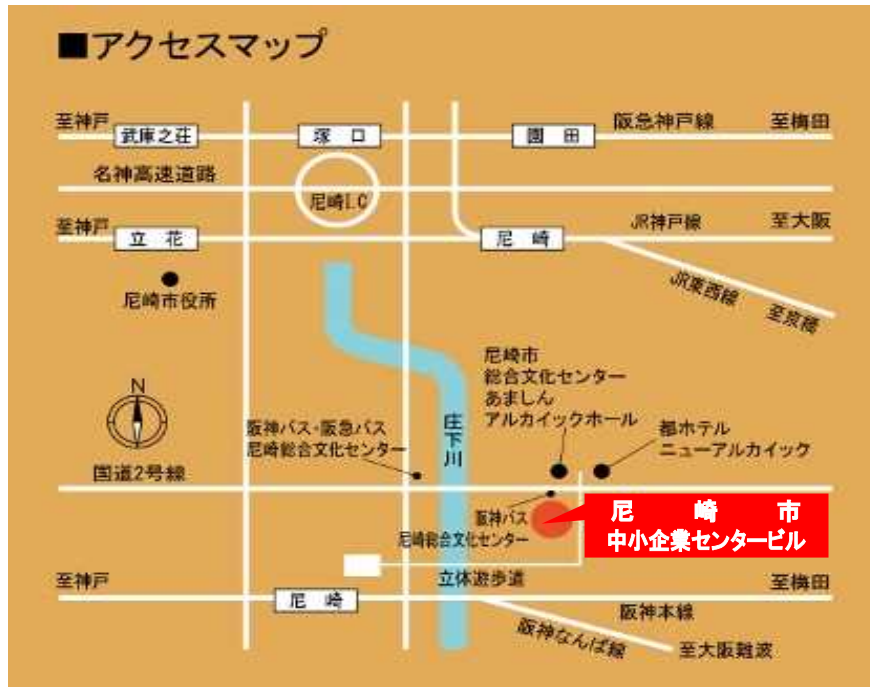 ■アクセスマップ
至神戸
武庫之荘
塚口
園田
阪急神戸線
至梅田
名神高速道路
尼崎I.C
至神戸
立花
尼崎
JR神戸線
至大阪
尼崎市役所
JR東西線
至京橋
N
尼崎市
総合文化センター
あましん
アルカイックホール
阪神バス・阪急バス
尼崎総合文化センター
庄下川
都ホテル
ニューアルカイック
国道2号線
阪神バス
尼崎総合文化センター
尼崎市
中小企業センタービル
至神戸
立体遊歩道
至梅田
尼崎
阪神本線
阪神なんば線
至大阪難波